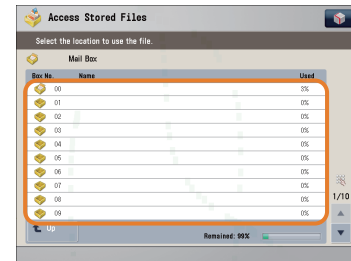 Access Stored Files
Select the location to use the file.
Mail Box
Box No. Name Used
00 3%
01 0%
02 0%
03 0%
04 0%
05 0%
06 0%
07 0%
08 0%
09 0%
1/10
Up
Remained: 99%